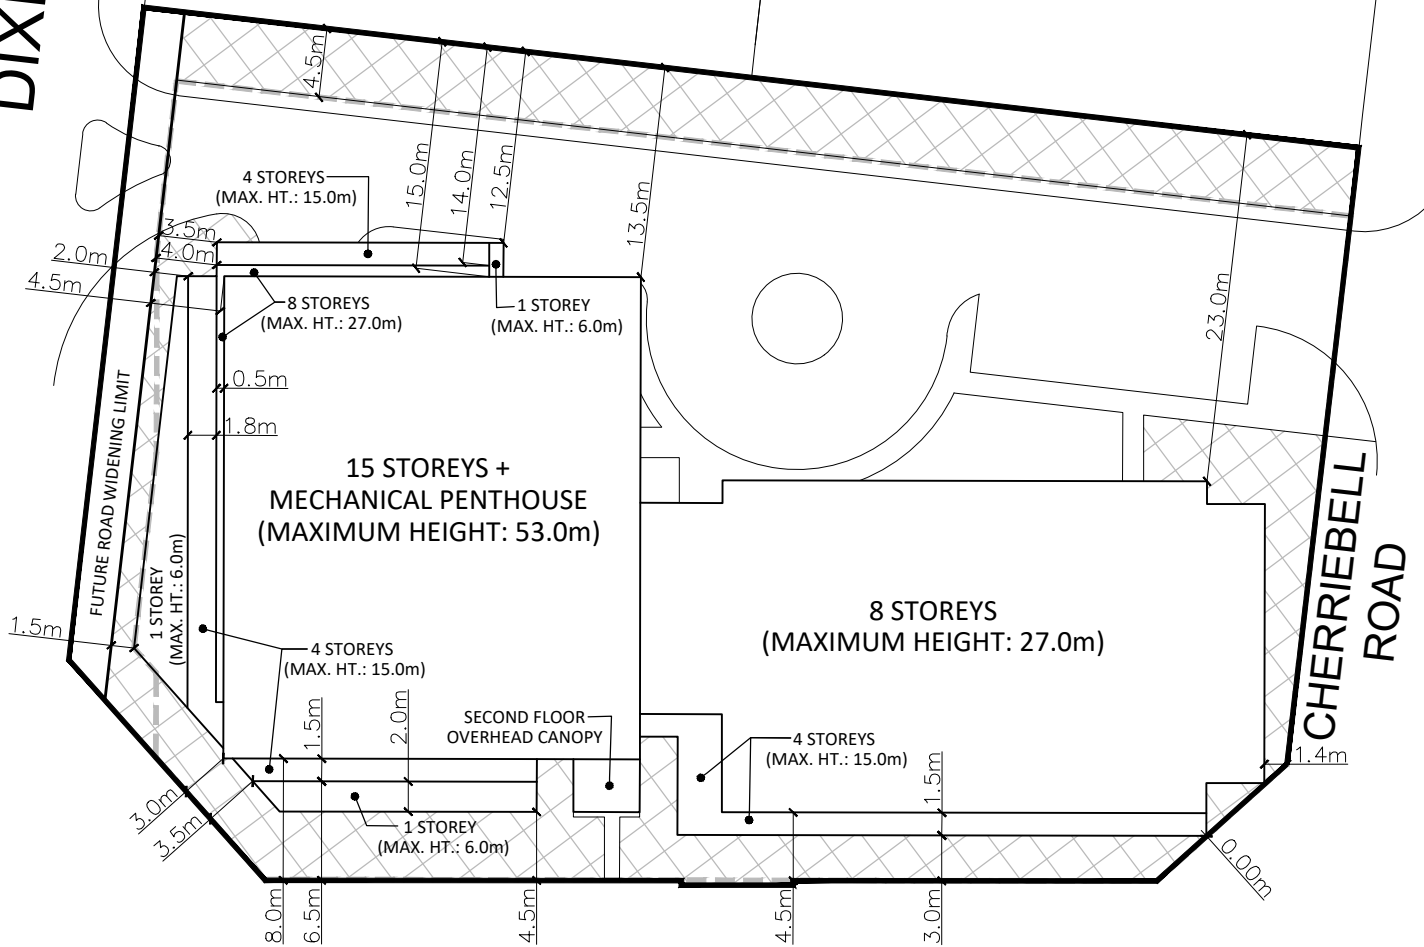 4.5m
15.0m
14.0m
12.5m
13.5m
23.0m
4 STOREYS
(MAX. HT.: 15.0m)
3.5m
4.0m
2.0m
4.5m
8 STOREYS
(MAX. HT.: 27.0m)
1 STOREY
(MAX. HT.: 6.0m)
0.5m
1.8m
FUTURE ROAD WIDENING LIMIT
15 STOREYS +
MECHANICAL PENTHOUSE
(MAXIMUM HEIGHT: 53.0m)
CHERRIEBELL
ROAD
1 STOREY
(MAX. HT.: 6.0m)
8 STOREYS
(MAXIMUM HEIGHT: 27.0m)
1.5m
4 STOREYS
(MAX. HT.: 15.0m)
1.5m
2.0m
SECOND FLOOR
OVERHEAD CANOPY
4 STOREYS
(MAX. HT.: 15.0m)
1.5m
1.4m
3.0m
3.5m
1 STOREY
(MAX. HT.: 6.0m)
0.00m
8.0m
6.5m
4.5m
4.5m
3.0m